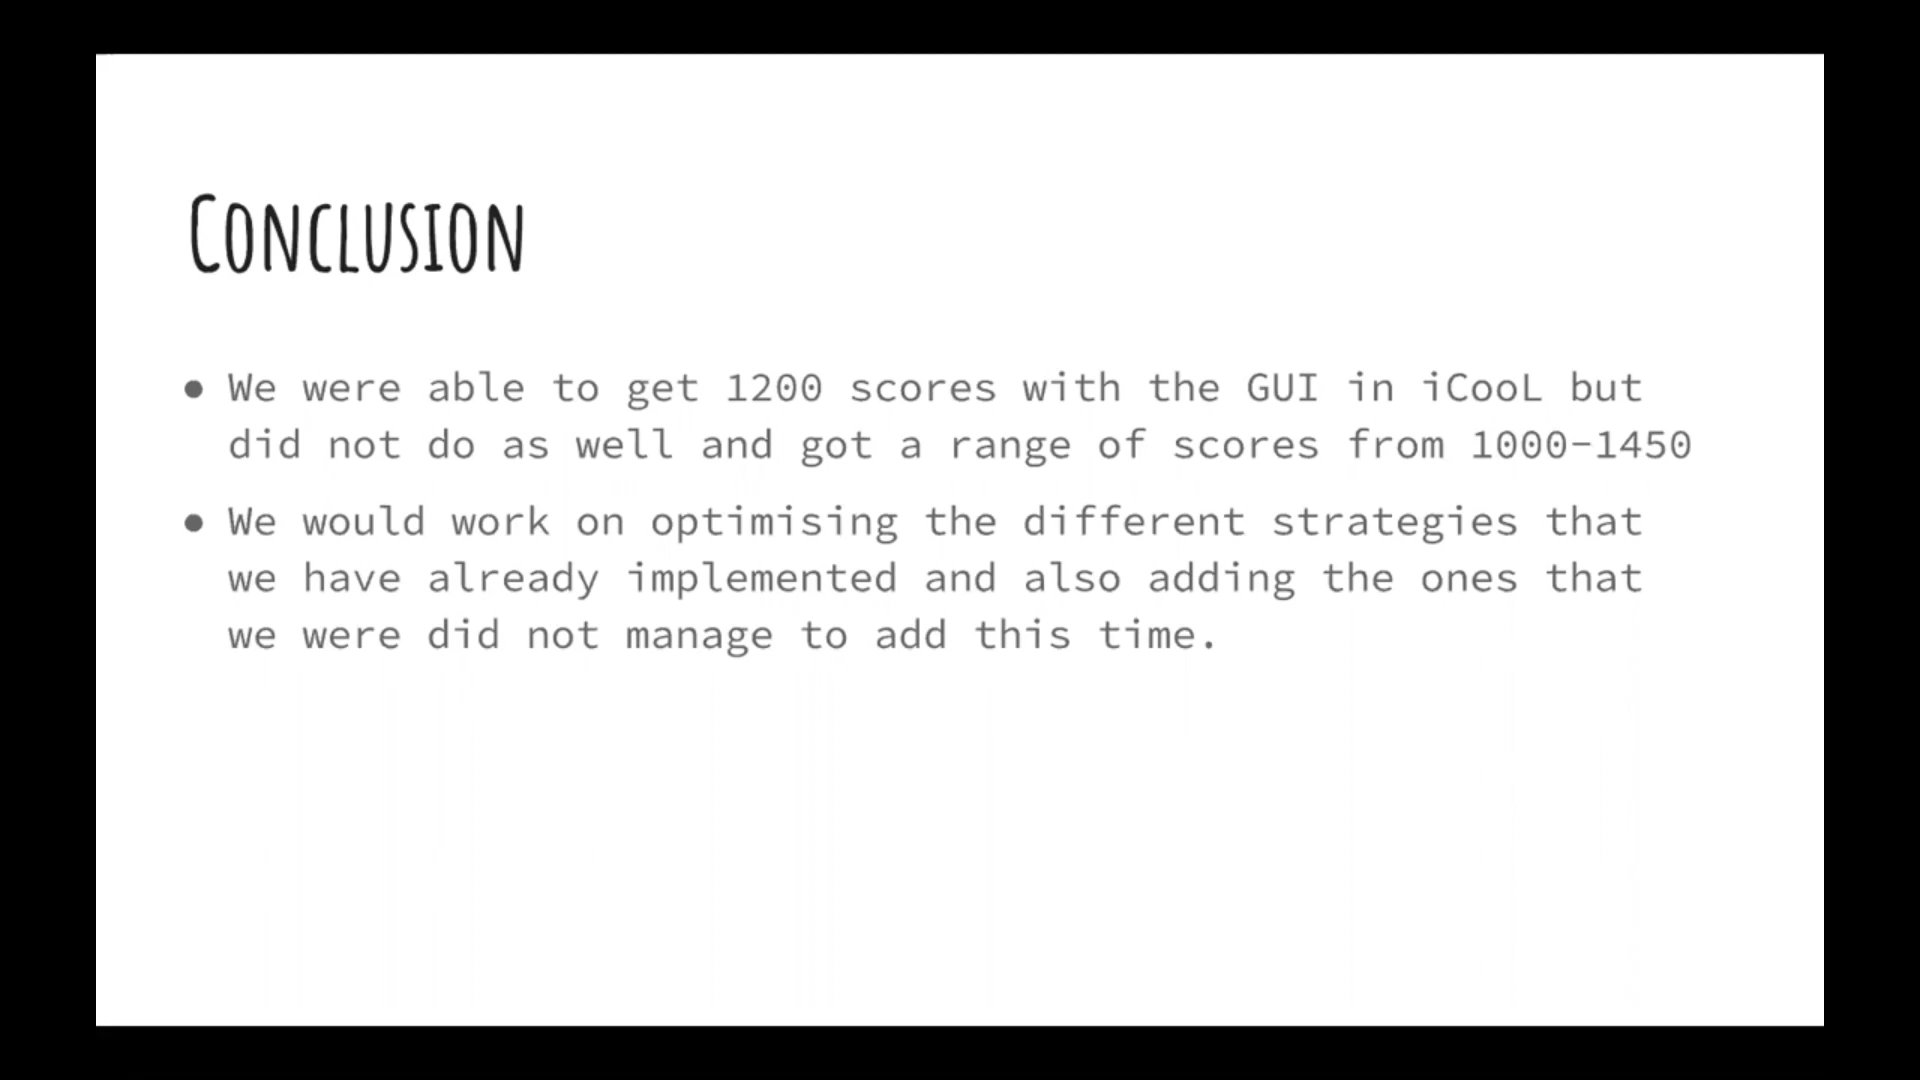 Conclusion
● We were able to get 1200 scores with the GUI in iCooL but
did not do as well and got a range of scores from 1000-1450
● We would work on optimising the different strategies that
we have already implemented and also adding the ones that
we were did not manage to add this time.